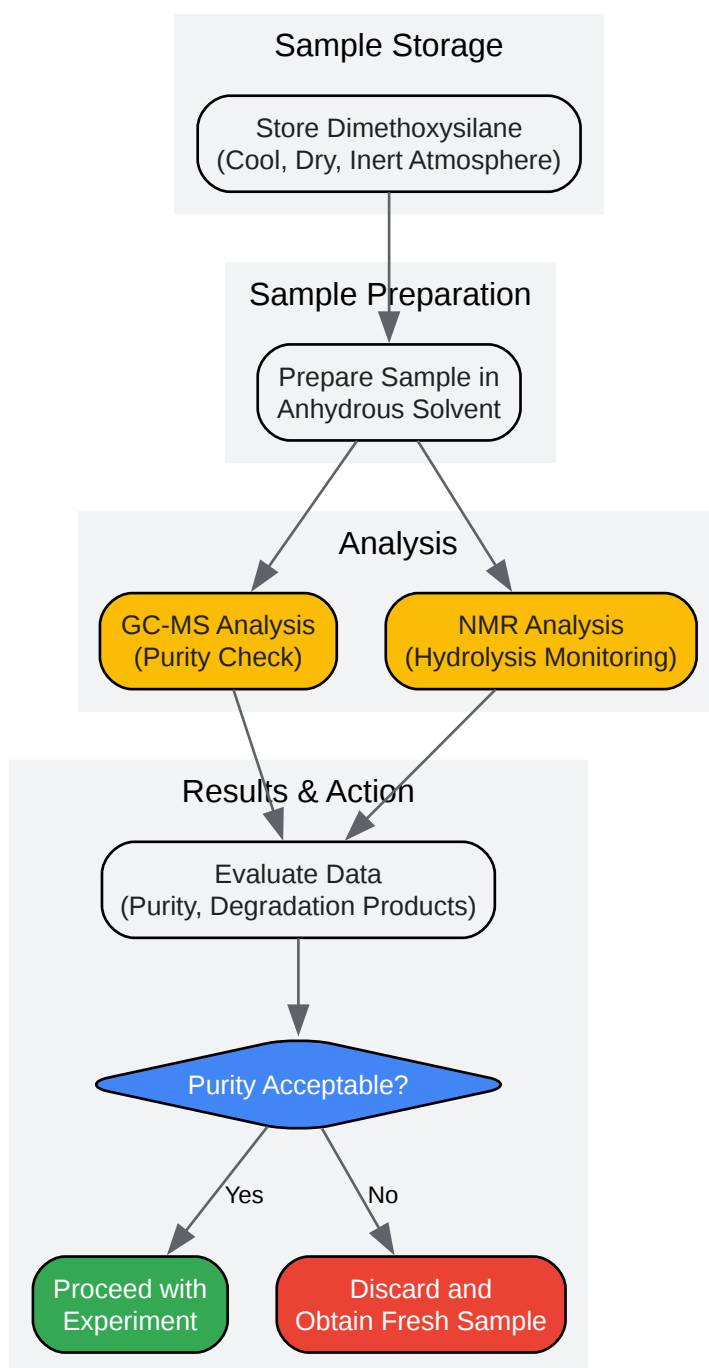 Sample Storage
Store Dimethoxysilane
(Cool, Dry, Inert Atmosphere)
Sample Preparation
Prepare Sample in
Anhydrous Solvent
Analysis
GC-MS Analysis
(Purity Check)
NMR Analysis
(Hydrolysis Monitoring)
Results & Action
Evaluate Data
(Purity, Degradation Products)
Purity Acceptable?
Yes
No
Proceed with
Experiment
Discard and
Obtain Fresh Sample